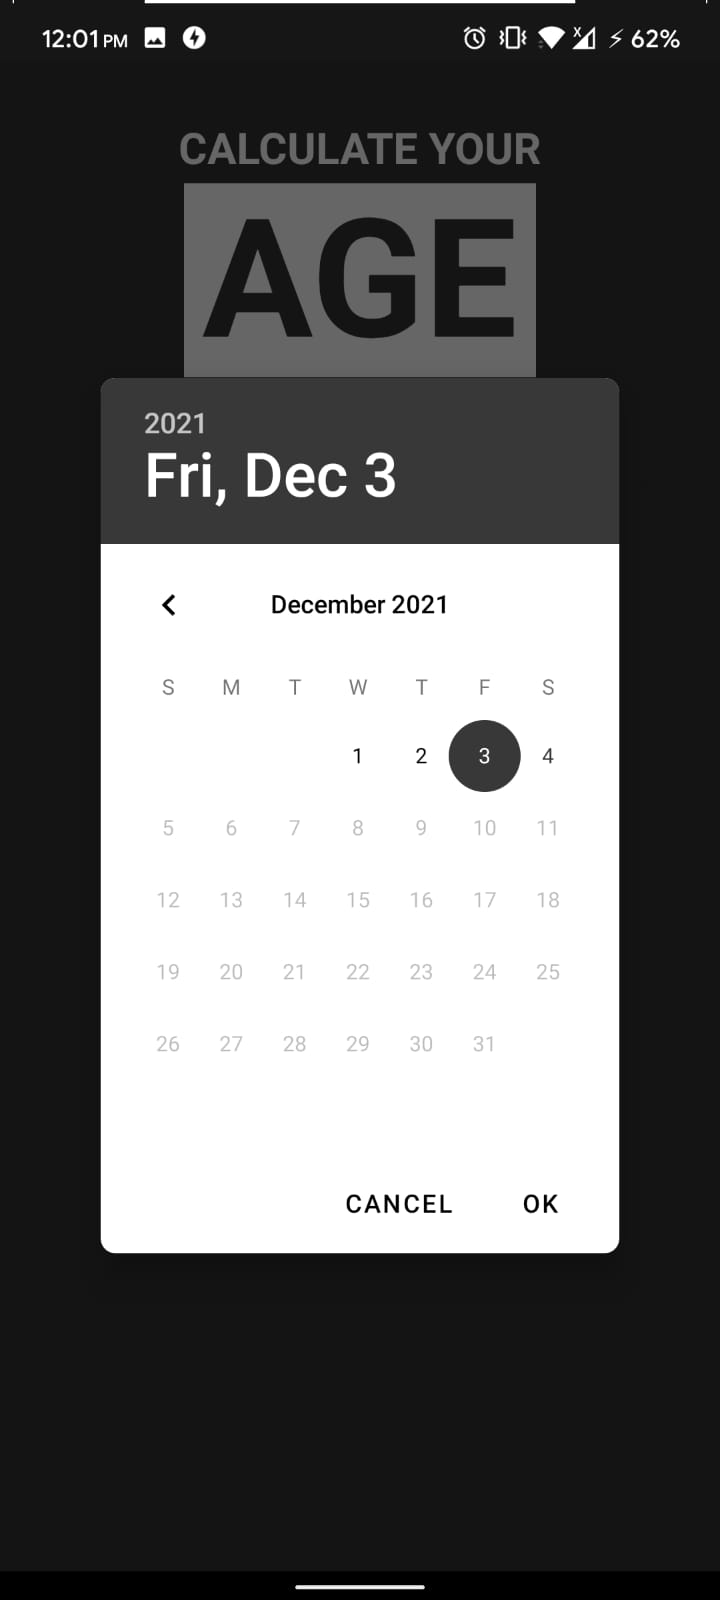 12:01 PM 62%
CALCULATE YOUR
AGE
2021
Fri, Dec 3
December 2021
S M T W T F S
1 2 3 4
5 6 7 8 9 10 11
12 13 14 15 16 17 18
19 20 21 22 23 24 25
26 27 28 29 30 31
CANCEL OK